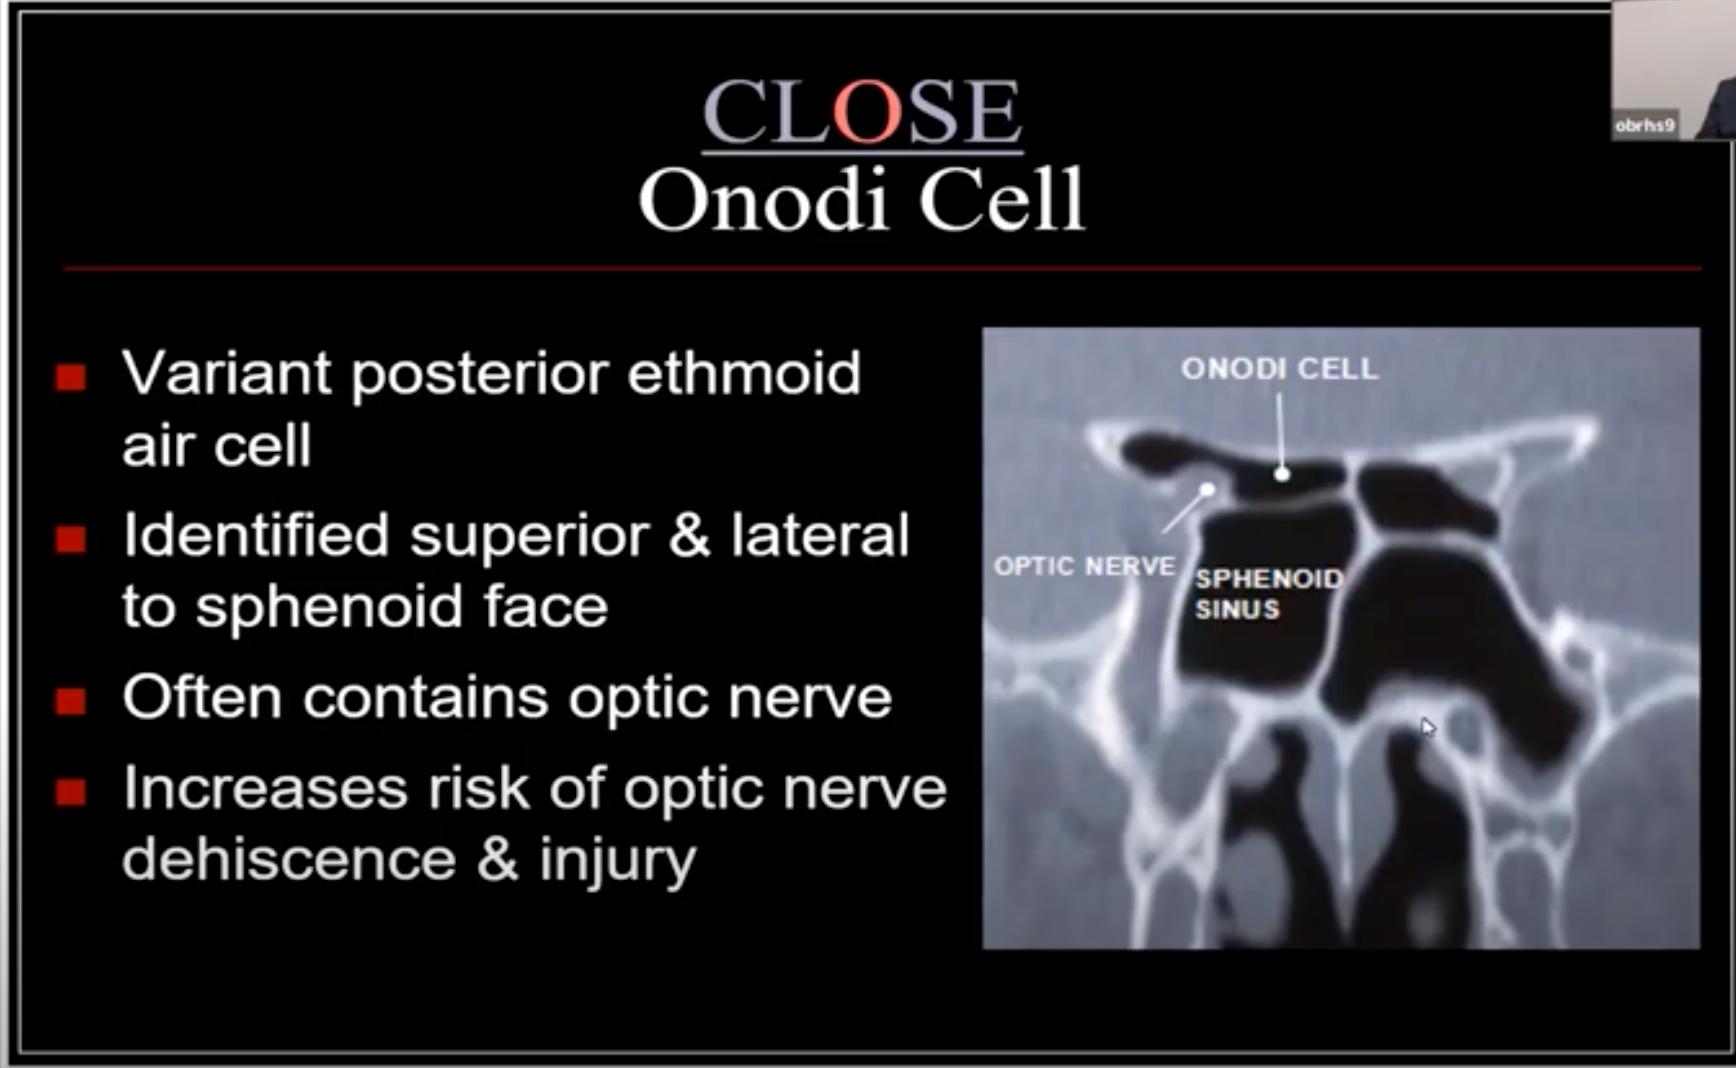 CLOSE
Onodi Cell
obrhs9
Variant posterior ethmoid
air cell
Identified superior & lateral
to sphenoid face
Often contains optic nerve
Increases risk of optic nerve
dehiscence & injury
ONODI CELL
OPTIC NERVE
SPHENOID
SINUS